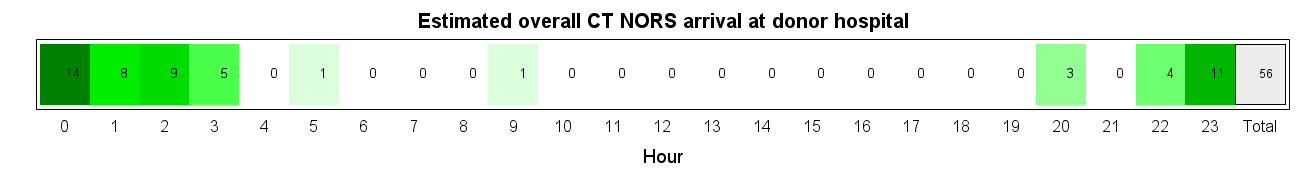 Estimated overall CT NORS arrival at donor hospital
14 8 9 5 0 1 0 0 0 1 0 0 0 0 0 0 0 0 0 0 3 0 4 11 56
0 1 2 3 4 5 6 7 8 9 10 11 12 13 14 15 16 17 18 19 20 21 22 23 Total
Hour